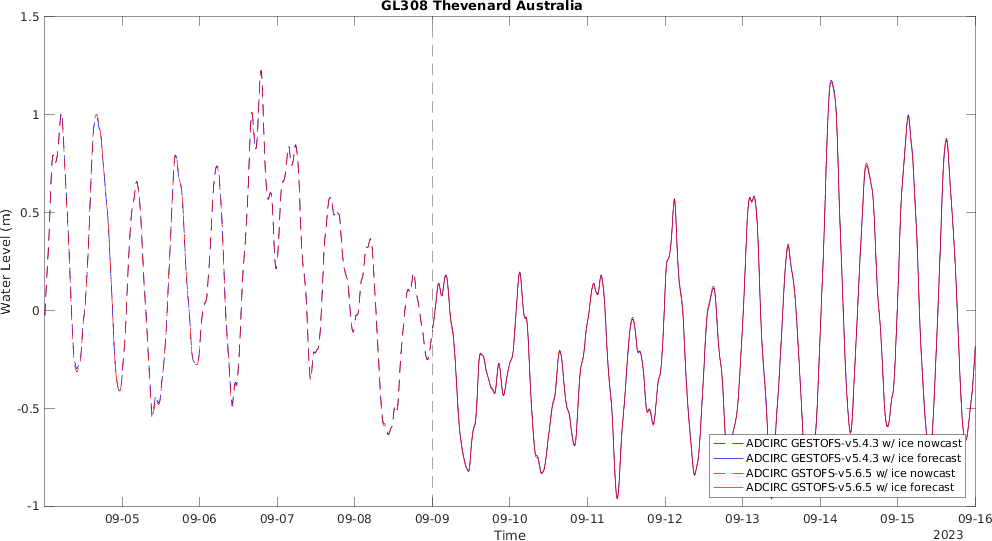 GL308 Thevenard Australia
1.5
1
0.5
0
-0.5
-1
Water Level (m)
09-05 09-06 09-07 09-08 09-09 09-10 09-11 09-12 09-13 09-14 09-15 09-16
Time
2023
ADCIRC GESTOFS-v5.4.3 w/ ice nowcast
ADCIRC GESTOFS-v5.4.3 w/ ice forecast
ADCIRC GSTOFS-v5.6.5 w/ ice nowcast
ADCIRC GSTOFS-v5.6.5 w/ ice forecast